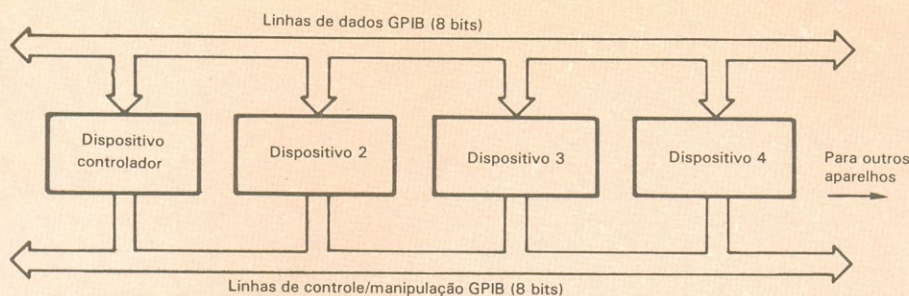 Linhas de dados GPIB (8 bits)
Dispositivo
controlador
Dispositivo 2
Dispositivo 3
Dispositivo 4
Para outros
aparelhos
Linhas de controle/manipulação GPIB (8 bits)